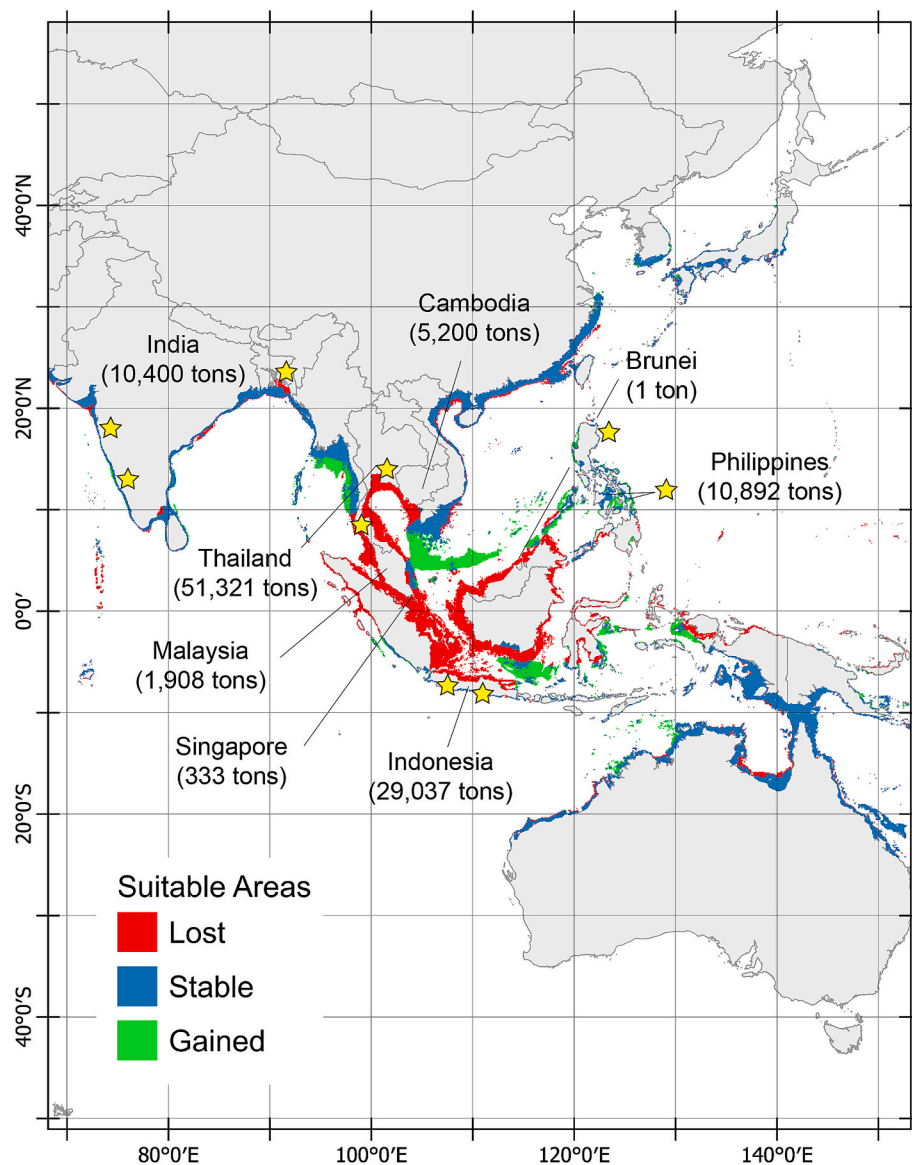 Cambodia
(5,200 tons)
India
(10,400 tons)
Brunei
(1 ton)
Philippines
(10,892 tons)
Thailand
(51,321 tons)
Malaysia
(1,908 tons)
Singapore
(333 tons)
Indonesia
(29,037 tons)
Suitable Areas
Lost
Stable
Gained
40°0′N
20°0′N
0°0′
20°0′S
40°0′S
80°0′E
100°0′E
120°0′E
140°0′E